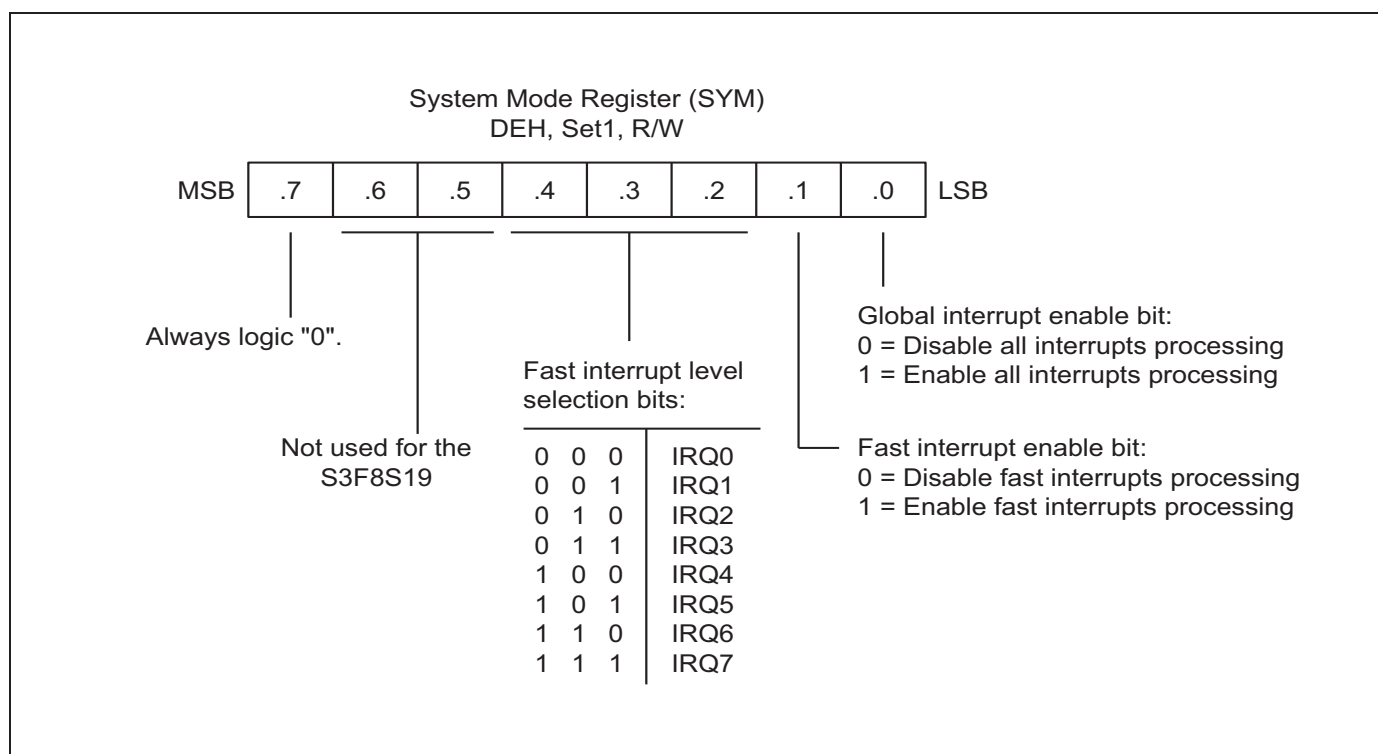 System Mode Register (SYM)
DEH, Set1, R/W
MSB .7 .6 .5 .4 .3 .2 .1 .0 LSB
Always logic "0".
Not used for the
S3F8S19
Fast interrupt level
selection bits:
0 0 0 IRQ0
0 0 1 IRQ1
0 1 0 IRQ2
0 1 1 IRQ3
1 0 0 IRQ4
1 0 1 IRQ5
1 1 0 IRQ6
1 1 1 IRQ7
Global interrupt enable bit:
0 = Disable all interrupts processing
1 = Enable all interrupts processing
Fast interrupt enable bit:
0 = Disable fast interrupts processing
1 = Enable fast interrupts processing